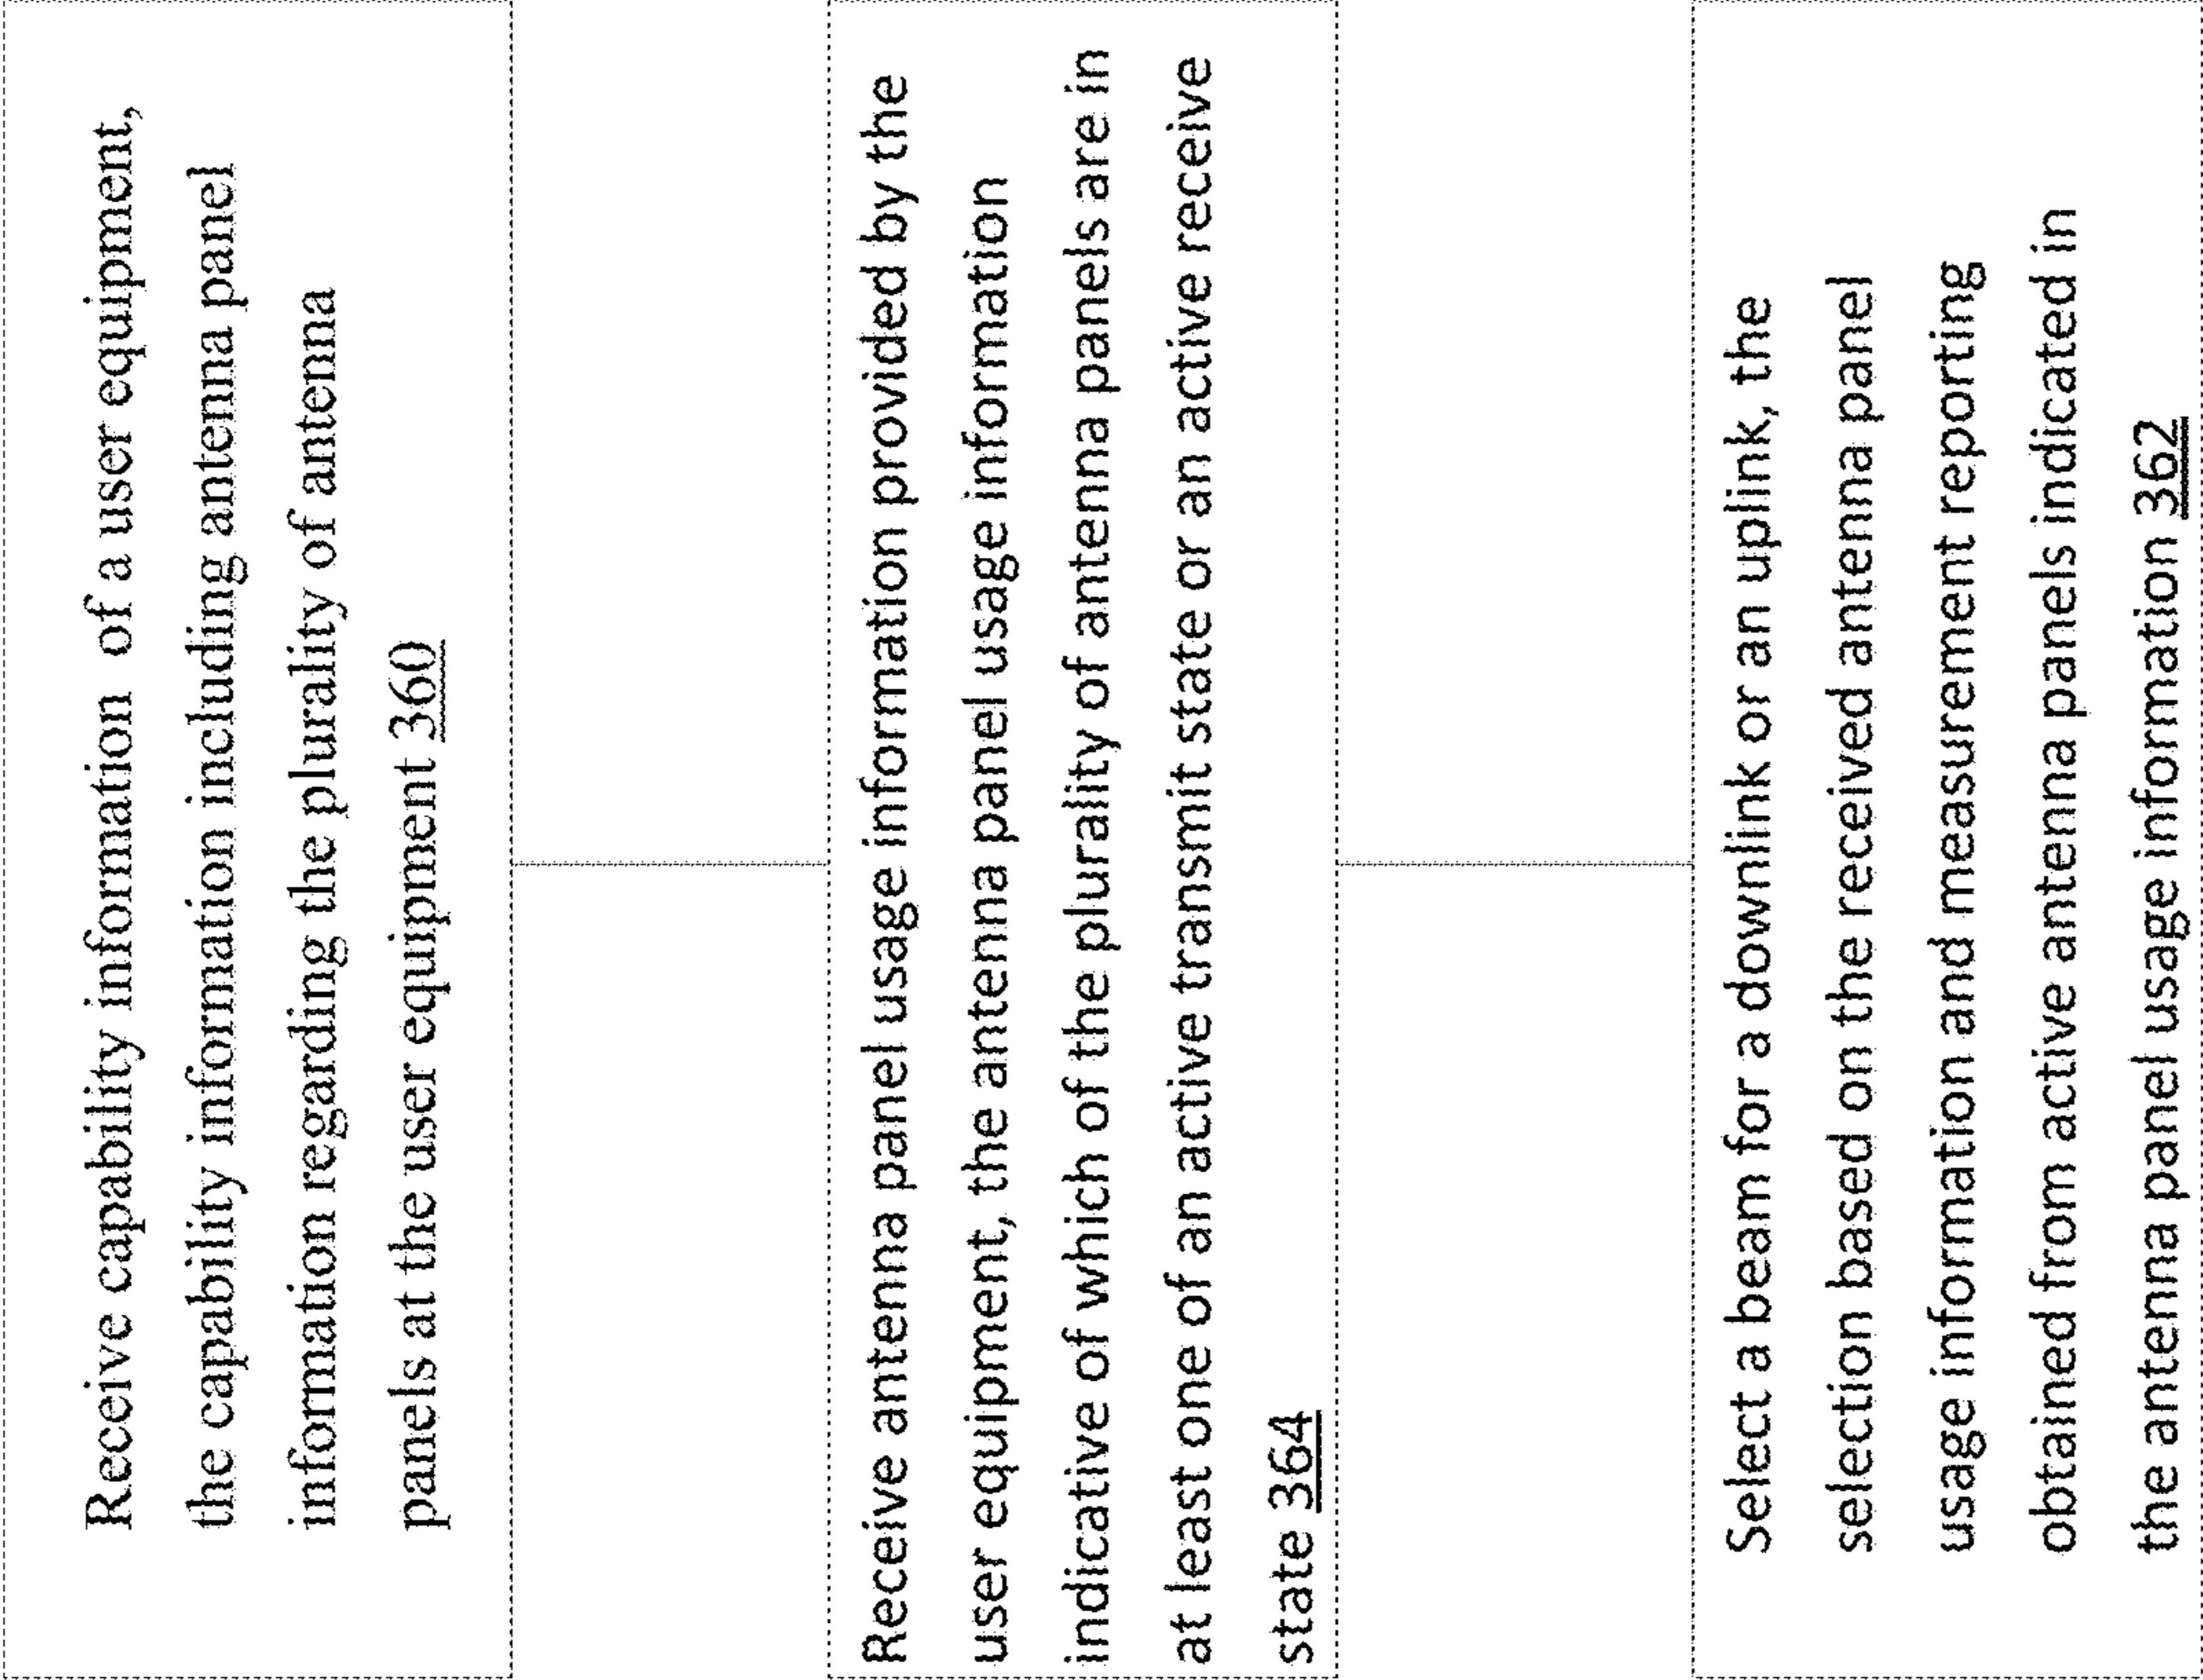 Receive capability information of a user equipment,
the capability information including antenna panel
information regarding the plurality of antenna
panels at the user equipment 360
Receive antenna panel usage information provided by the
user equipment, the antenna panel usage information
indicative of which of the plurality of antenna panels are in
at least one of an active transmit state or an active receive
state 364
Select a beam for a downlink or an uplink, the
selection based on the received antenna panel
usage information and measurement reporting
obtained from active antenna panels indicated in
the antenna panel usage information 362